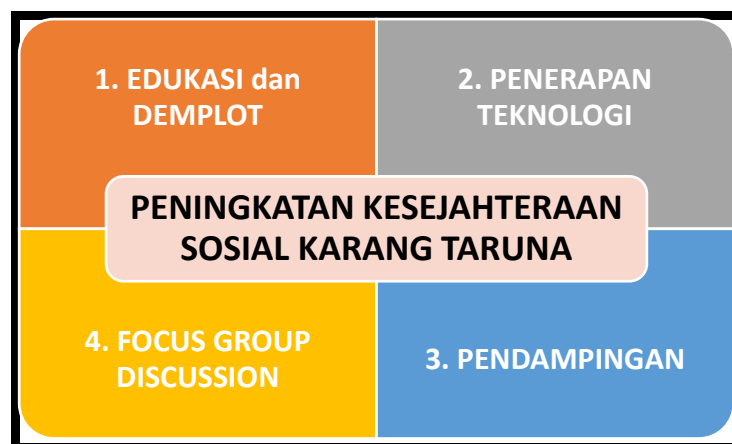 1. EDUKASI dan
DEMPLOT
2. PENERAPAN
TEKNOLOGI
PENINGKATAN KESEJAHTERAAN
SOSIAL KARANG TARUNA
4. FOCUS GROUP
DISCUSSION
3. PENDAMPINGAN